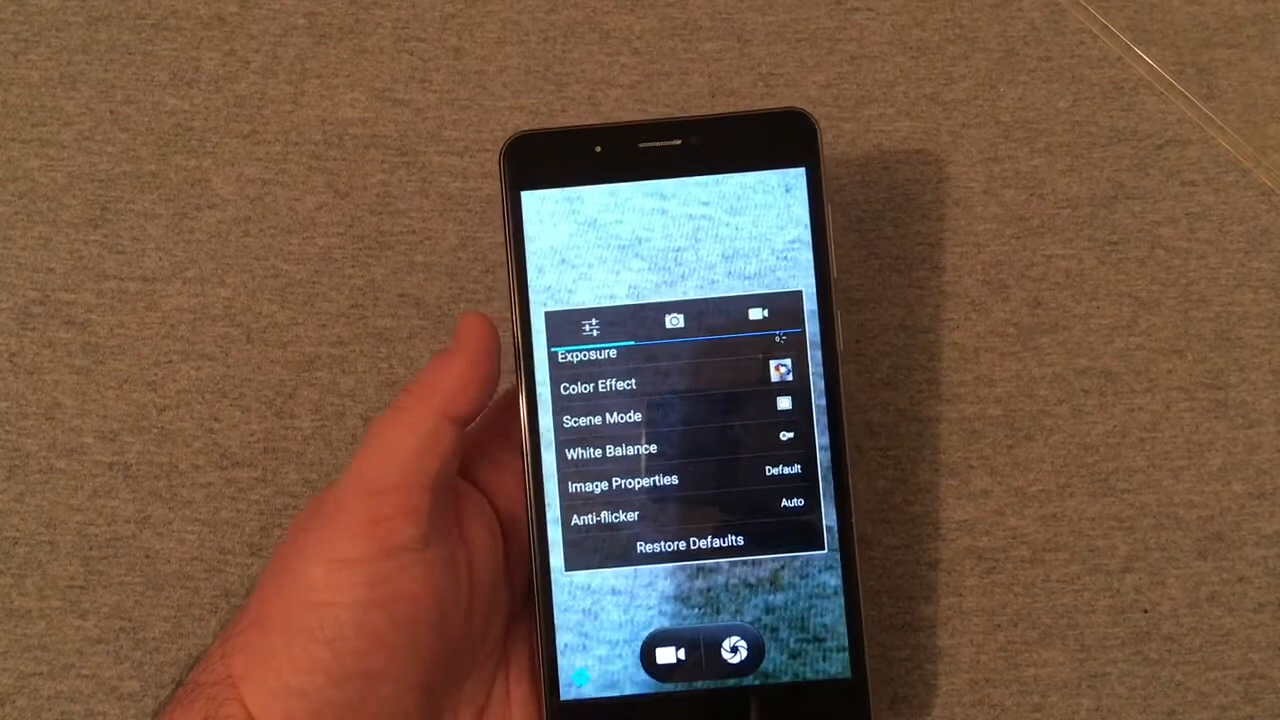 Exposure
Color Effect
Scene Mode
White Balance
Image Properties Default
Anti-flicker Auto
Restore Defaults